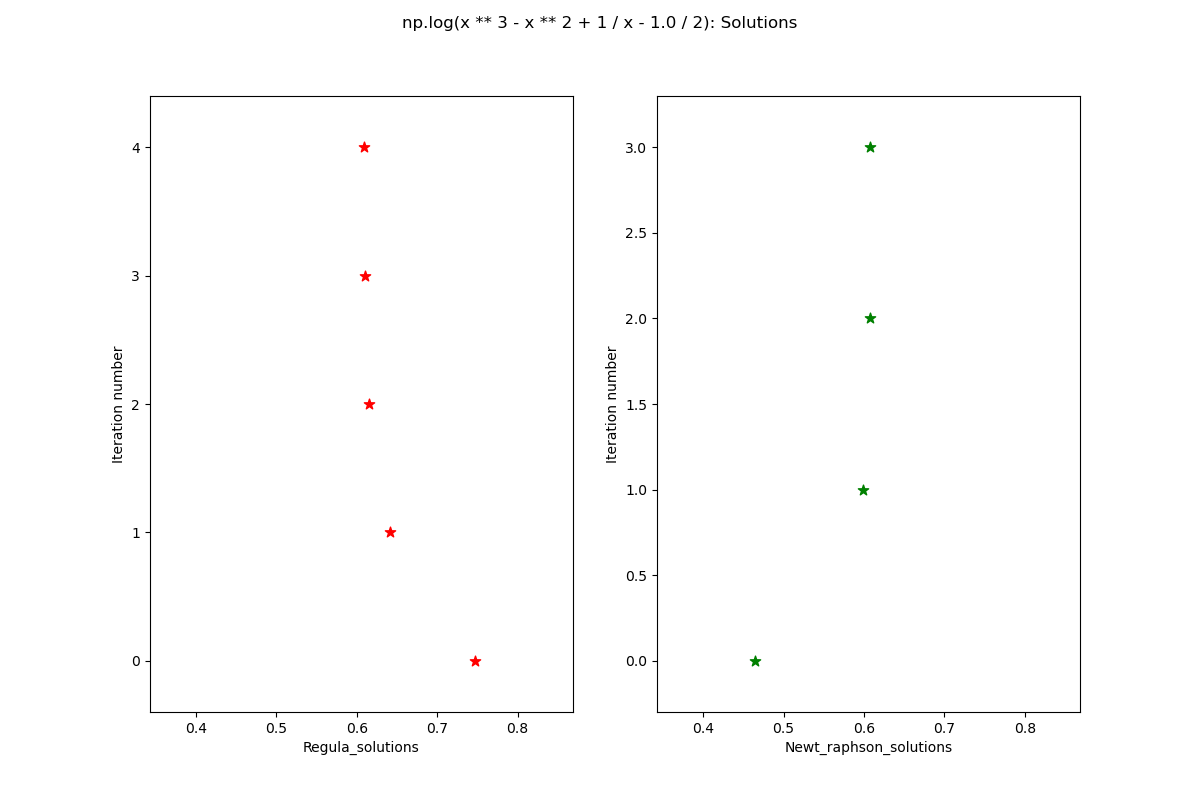 np.log(x ** 3 - x ** 2 + 1 / x - 1.0 / 2): Solutions
Iteration number
4
3
2
1
0
0.4 0.5 0.6 0.7 0.8
Regula_solutions
Iteration number
3.0
2.5
2.0
1.5
1.0
0.5
0.0
0.4 0.5 0.6 0.7 0.8
Newt_raphson_solutions